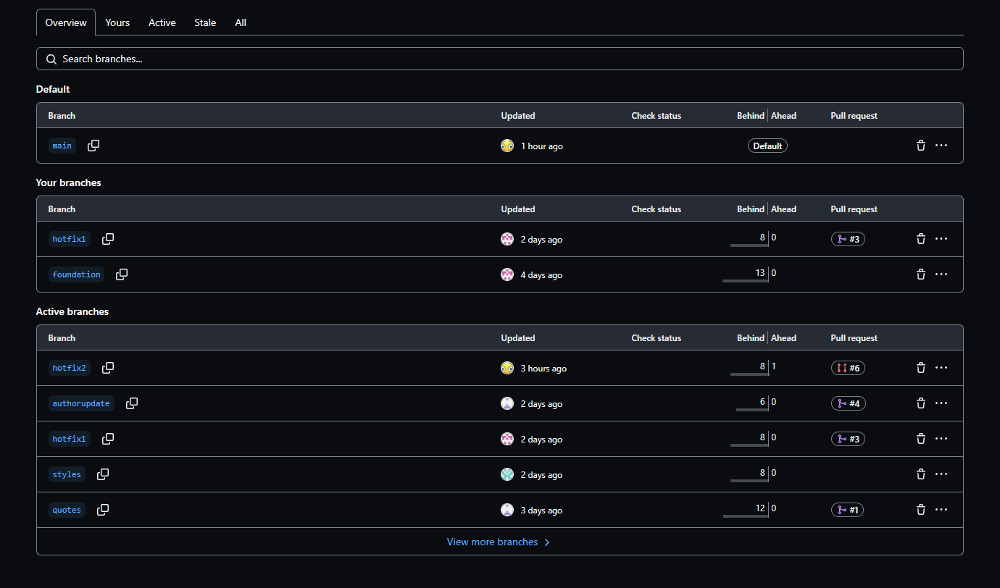 Overview Yours Active Stale All
Search branches...
Default
Branch Updated Check status Behind Ahead Pull request
main 1 hour ago Default
Your branches
Branch Updated Check status Behind Ahead Pull request
hotfix1 2 days ago 8 0 #3
foundation 4 days ago 13 0
Active branches
Branch Updated Check status Behind Ahead Pull request
hotfix2 3 hours ago 8 1 #6
authorupdate 2 days ago 6 0 #4
hotfix1 2 days ago 8 0 #3
styles 2 days ago 8 0
quotes 3 days ago 12 0 #1
View more branches